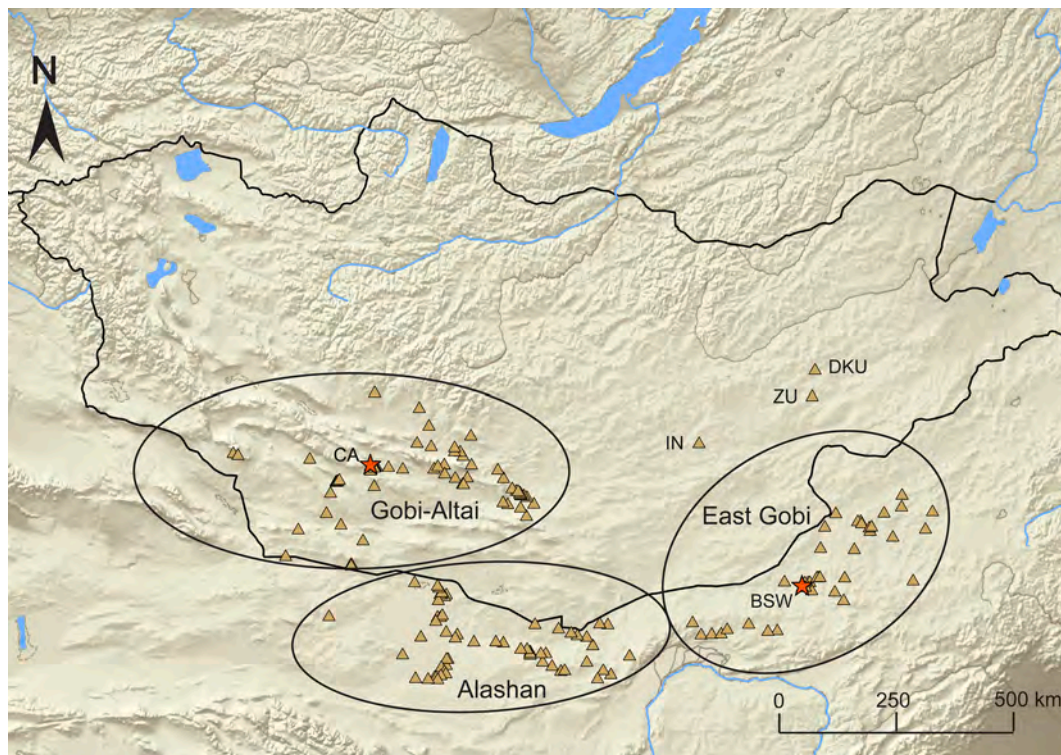 N
DKU
ZU
IN
CA
Gobi-Altai
East Gobi
BSW
Alashan
0 250 500 km